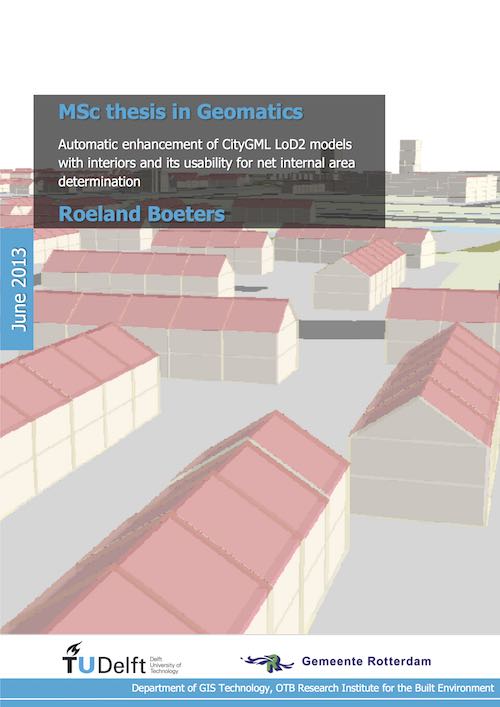 MSc thesis in Geomatics
Automatic enhancement of CityGML LoD2 models
with interiors and its usability for net internal area
determination
Roeland Boeters
June 2013
TUDelft
Delft
University of
Technology
Gemeente Rotterdam
Department of GIS Technology, OTB Research Institute for the Built Environment